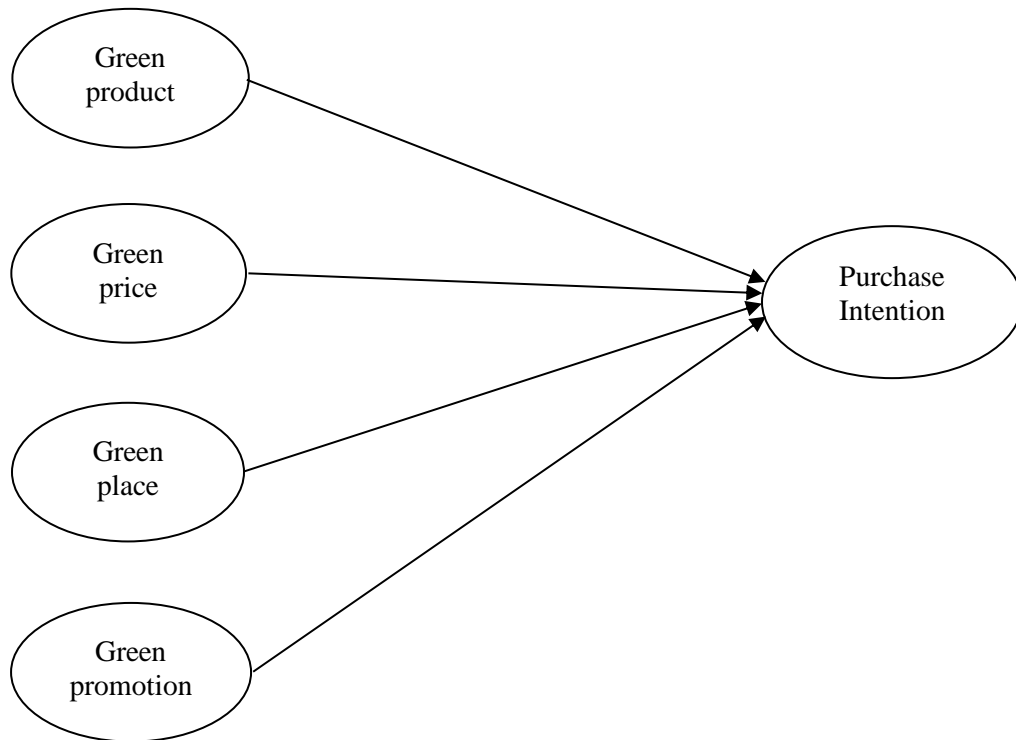 Green
product
Green
price
Purchase
Intention
Green
place
Green
promotion